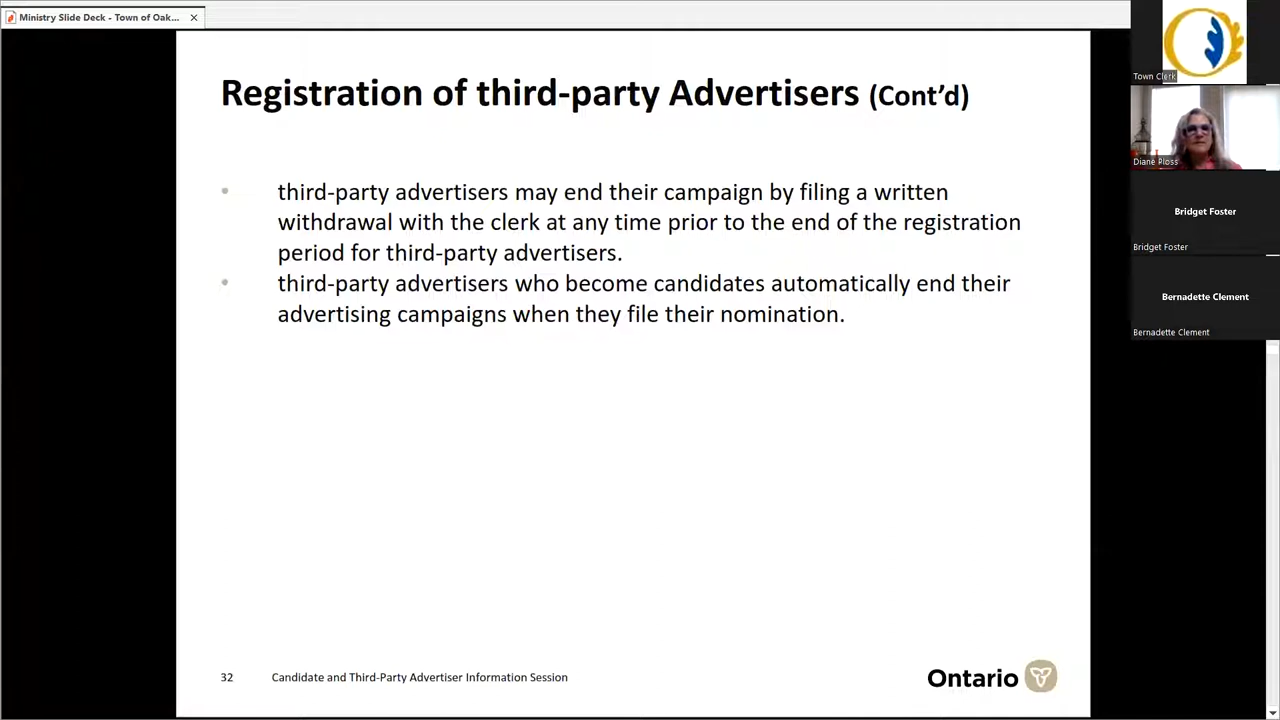 Ministry Slide Deck - Town of Oak...
Registration of third-party Advertisers (Cont’d)
• third-party advertisers may end their campaign by filing a written
withdrawal with the clerk at any time prior to the end of the registration
period for third-party advertisers.
• third-party advertisers who become candidates automatically end their
advertising campaigns when they file their nomination.
32 Candidate and Third-Party Advertiser Information Session
Ontario
Town Clerk
Diane Ploss
Bridget Foster
Bridget Foster
Bernadette Clement
Bernadette Clement